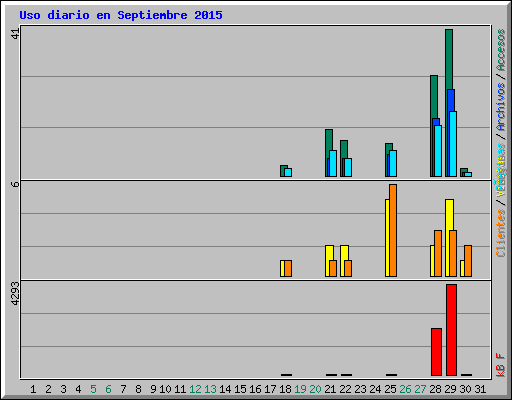 Uso diario en Septiembre 2015
41
6
4293
Accesos
/ Archivos
/
Clientes /
kB F
1 2 3 4 5 6 7 8 9 10 11 12 13 14 15 16 17 18 19 20 21 22 23 24 25 26 27 28 29 30 31